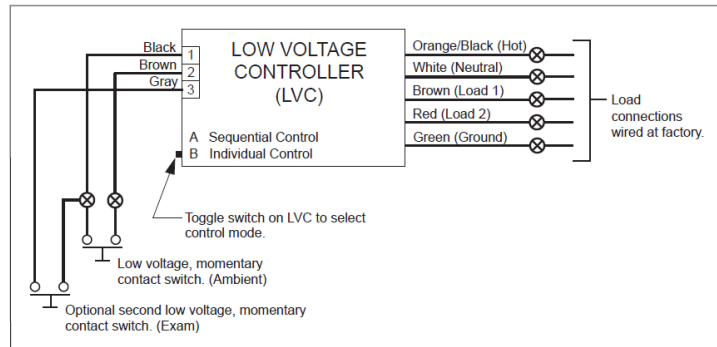 Black
Brown
Gray
1
2
3
LOW VOLTAGE
CONTROLLER
(LVC)
A Sequential Control
B Individual Control
Orange/Black (Hot)
White (Neutral)
Brown (Load 1)
Red (Load 2)
Green (Ground)
Load
connections
wired at factory.
Toggle switch on LVC to select
control mode.
Low voltage, momentary
contact switch. (Ambient)
Optional second low voltage, momentary
contact switch. (Exam)